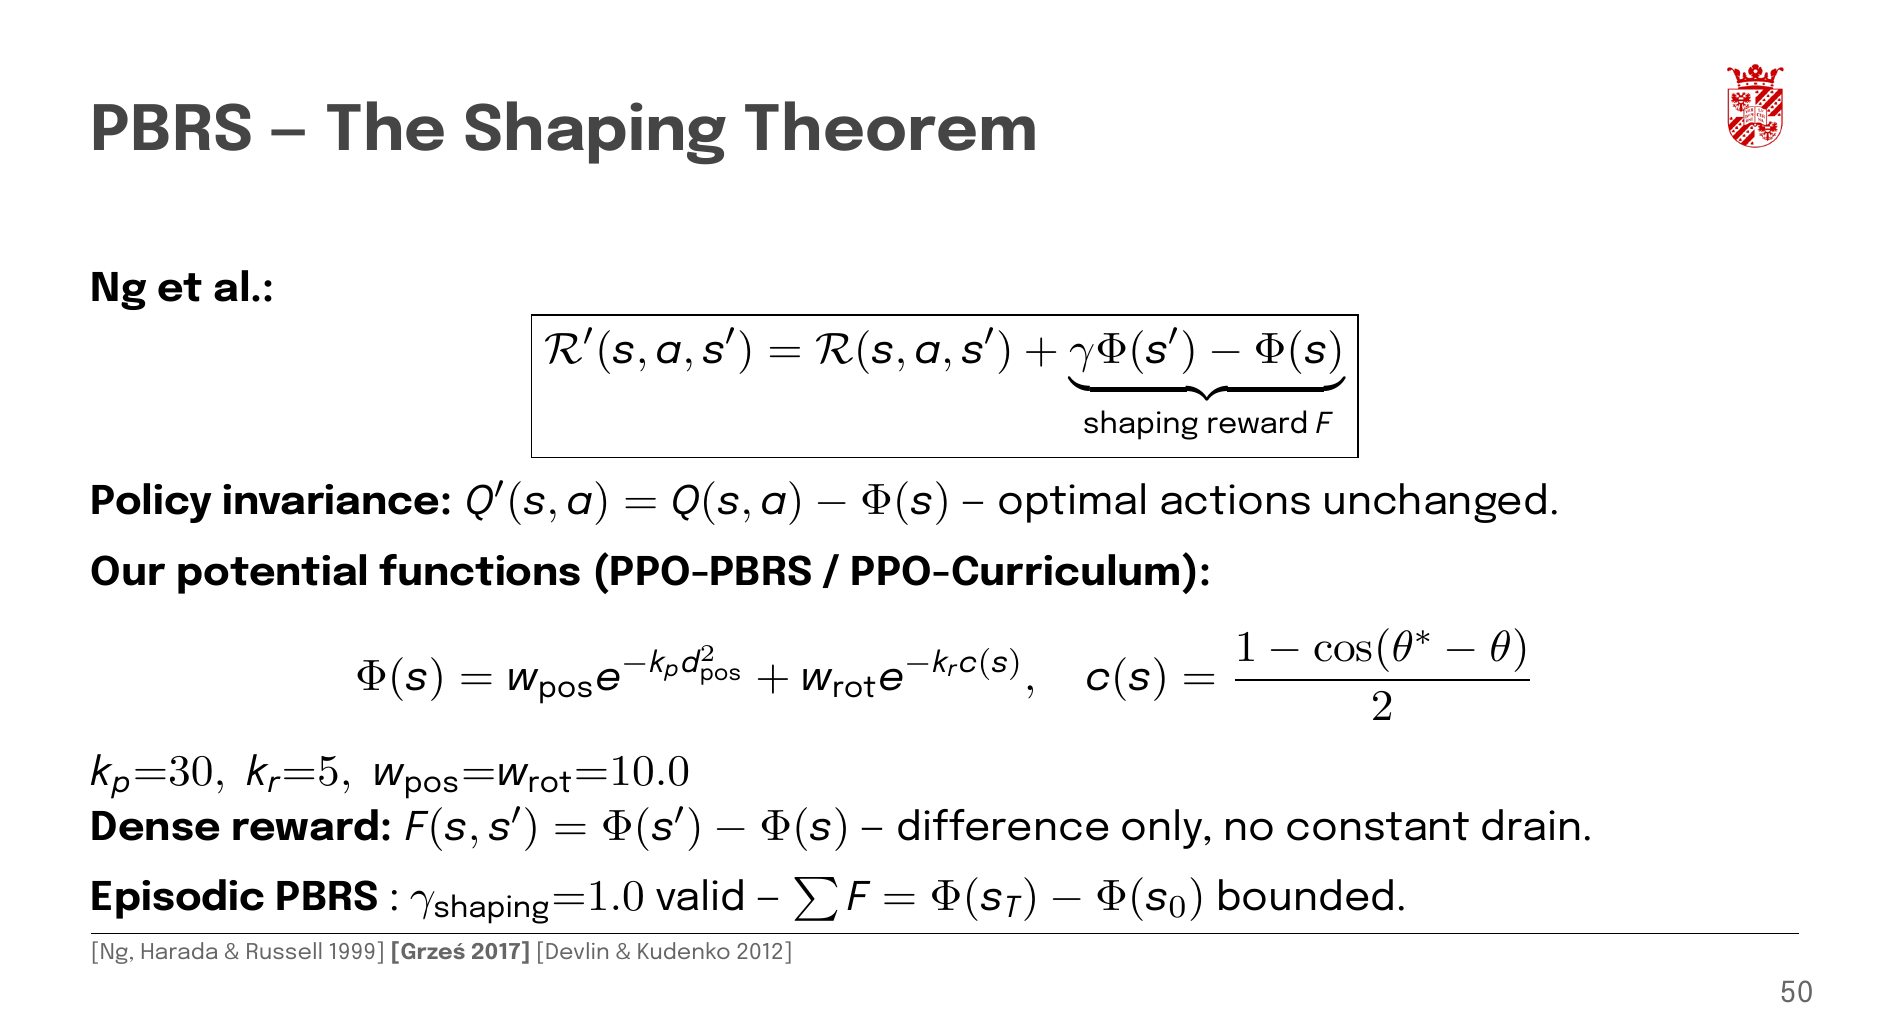 PBRS – The Shaping Theorem
Ng et al.:
ℛ′(s, a, s′) = ℛ(s, a, s′) + γΦ(s′) − Φ(s)
shaping reward F
Policy invariance: Q′(s, a) = Q(s, a) − Φ(s) – optimal actions unchanged.
Our potential functions (PPO-PBRS / PPO-Curriculum):
Φ(s) = w_pos e^{−k_p d²_pos} + w_rot e^{−k_r c(s)},   c(s) = (1 − cos(θ* − θ)) / 2
k_p=30, k_r=5, w_pos=w_rot=10.0
Dense reward: F(s, s′) = Φ(s′) − Φ(s) – difference only, no constant drain.
Episodic PBRS : γ_shaping=1.0 valid – ∑ F = Φ(s_T) − Φ(s_0) bounded.
[Ng, Harada & Russell 1999] [Grześ 2017] [Devlin & Kudenko 2012]
50